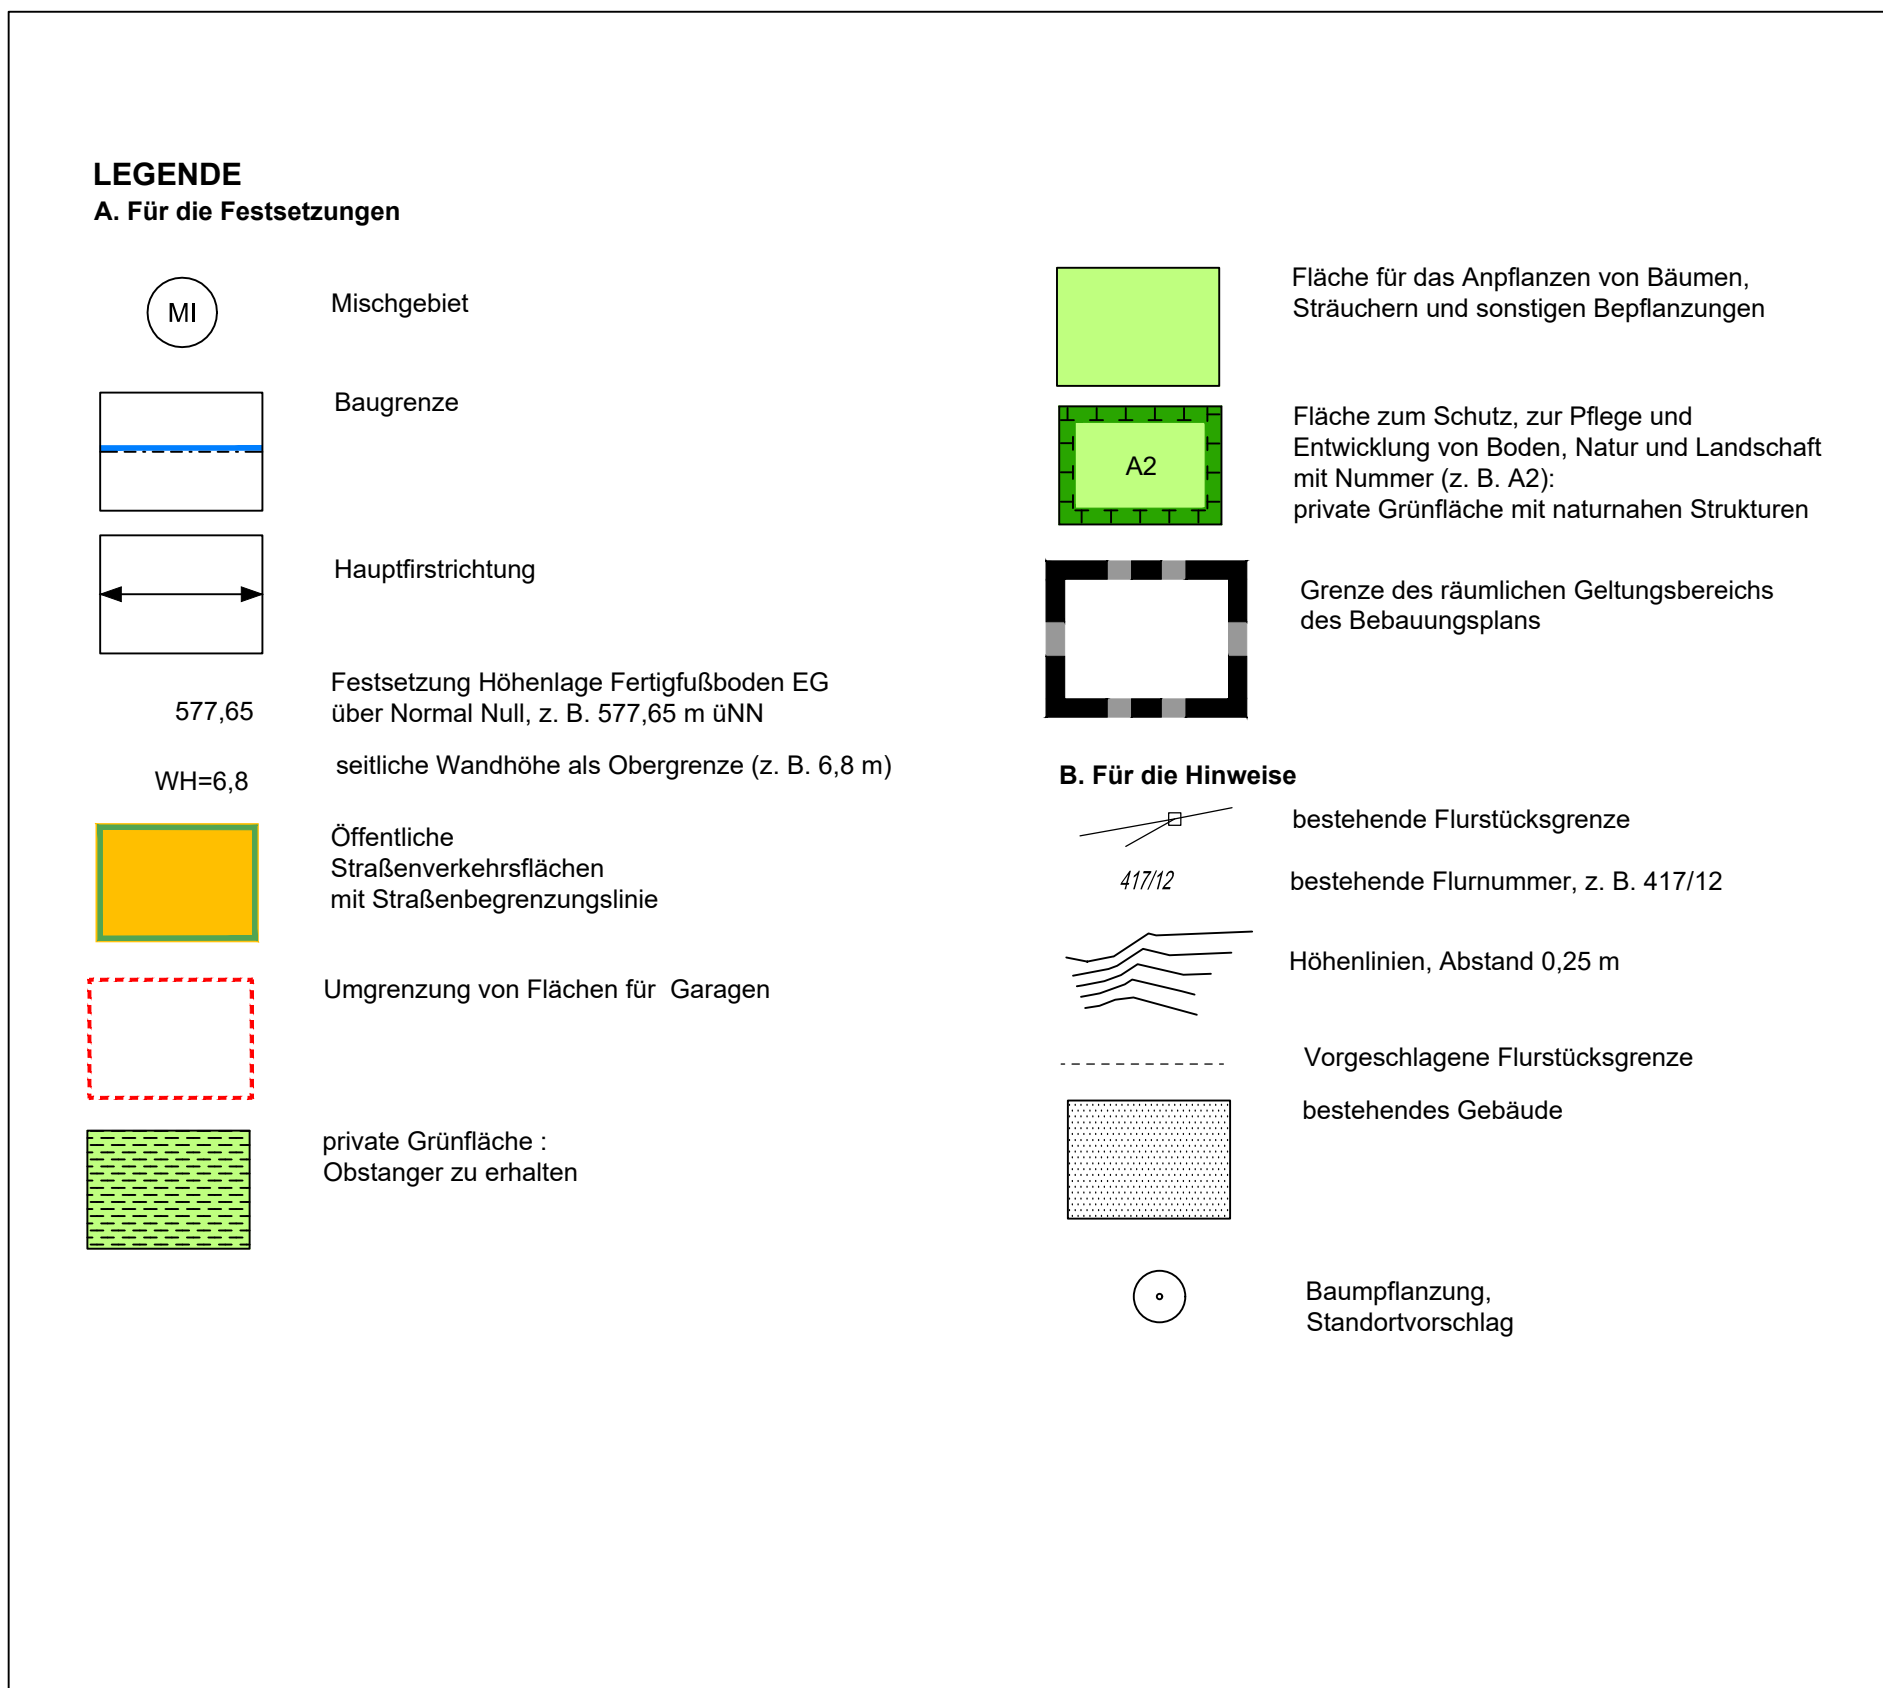 LEGENDE
A. Für die Festsetzungen
MI
Mischgebiet
Baugrenze
Hauptfirstrichtung
577,65
Festsetzung Höhenlage Fertigfußboden EG
über Normal Null, z. B. 577,65 m üNN
WH=6,8
seitliche Wandhöhe als Obergrenze (z. B. 6,8 m)
Öffentliche
Straßenverkehrsflächen
mit Straßenbegrenzungslinie
Umgrenzung von Flächen für  Garagen
private Grünfläche :
Obstanger zu erhalten
Fläche für das Anpflanzen von Bäumen,
Sträuchern und sonstigen Bepflanzungen
A2
Fläche zum Schutz, zur Pflege und
Entwicklung von Boden, Natur und Landschaft
mit Nummer (z. B. A2):
private Grünfläche mit naturnahen Strukturen
Grenze des räumlichen Geltungsbereichs
des Bebauungsplans
B. Für die Hinweise
bestehende Flurstücksgrenze
417/12
bestehende Flurnummer, z. B. 417/12
Höhenlinien, Abstand 0,25 m
Vorgeschlagene Flurstücksgrenze
bestehendes Gebäude
Baumpflanzung,
Standortvorschlag